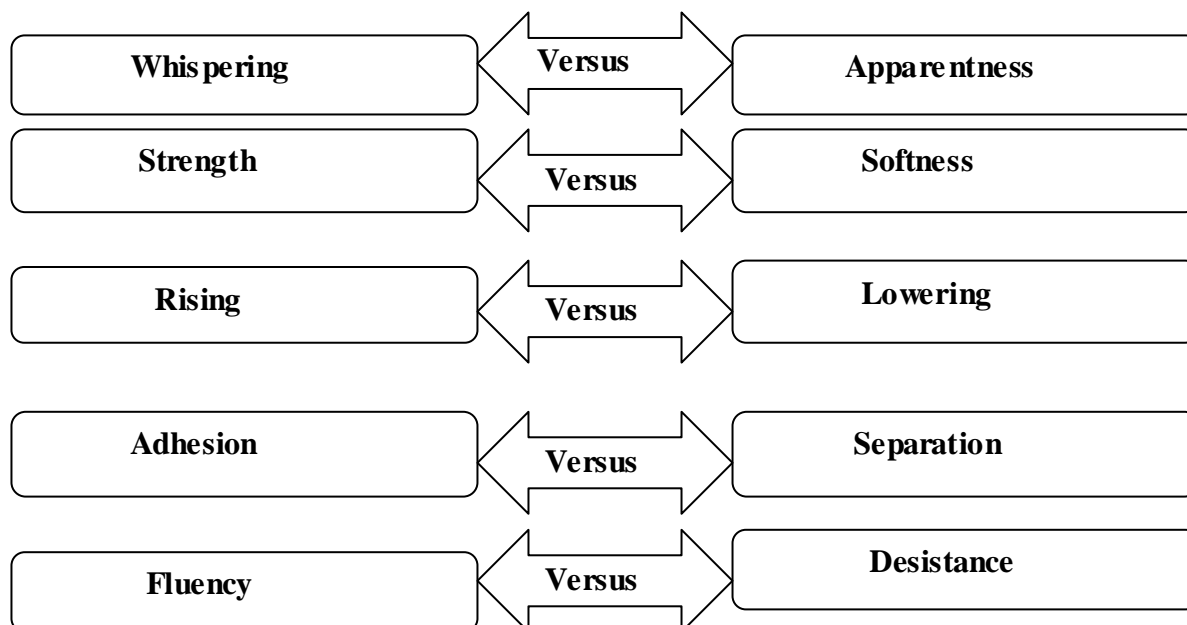 Whispering Versus Apparentness
Strength Versus Softness
Rising Versus Lowering
Adhesion Versus Separation
Fluency Versus Desistance